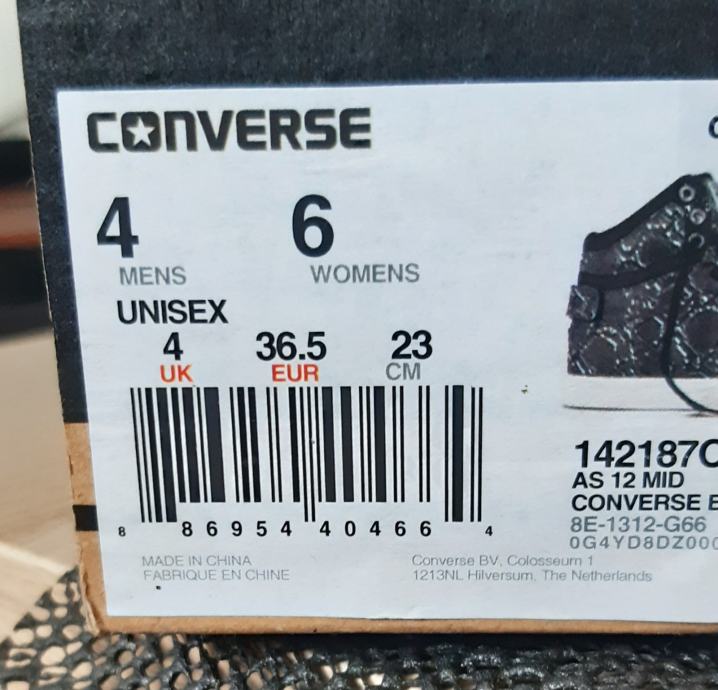 CONVERSE
4 6
MENS WOMENS
UNISEX
4 36.5 23
UK EUR CM
8 86954 40466 4
MADE IN CHINA
FABRIQUE EN CHINE
Converse BV, Colosseum 1
1213NL Hilversum, The Netherlands
142187C
AS 12 MID
CONVERSE
8E-1312-G66